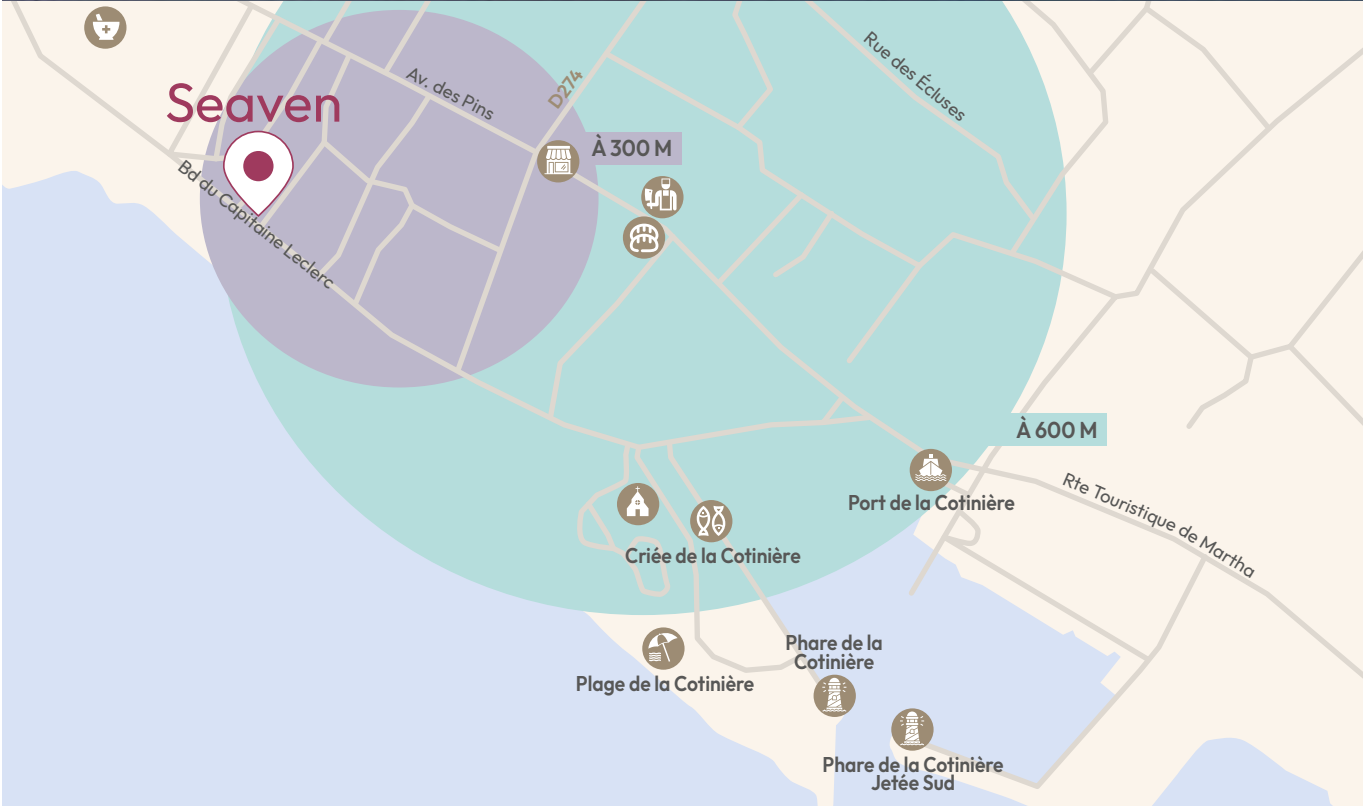 Rue des Écluses
Av. des Pins
D274
Seaven
À 300 M
Bd du Capitaine Leclerc
À 600 M
Port de la Cotinière
Rte Touristique de Martha
Criée de la Cotinière
Phare de la
Cotinière
Plage de la Cotinière
Phare de la Cotinière
Jetée Sud